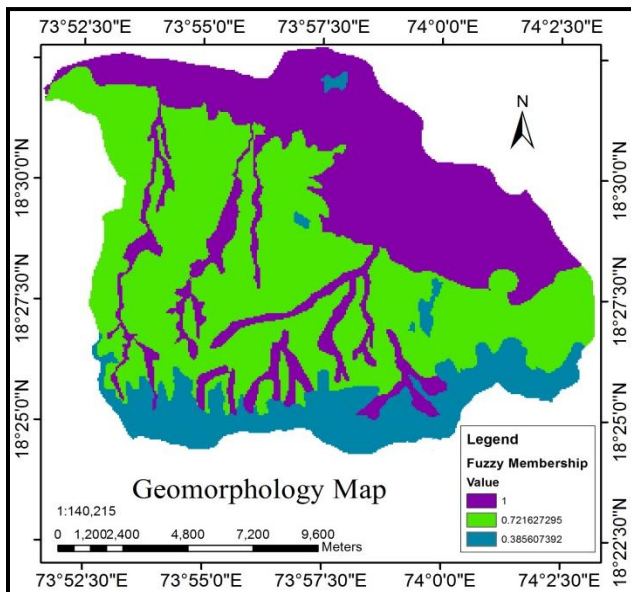 73°52'30"E 73°55'0"E 73°57'30"E 74°0'0"E 74°2'30"E
N
18°30'0"N 18°30'0"N
18°27'30"N 18°27'30"N
18°25'0"N 18°25'0"N
18°22'30"N
Legend
Fuzzy Membership
Value
1
0.721627295
0.385607392
Geomorphology Map
1:140,215
0 1,2002,400 4,800 7,200 9,600
Meters
73°52'30"E 73°55'0"E 73°57'30"E 74°0'0"E 74°2'30"E